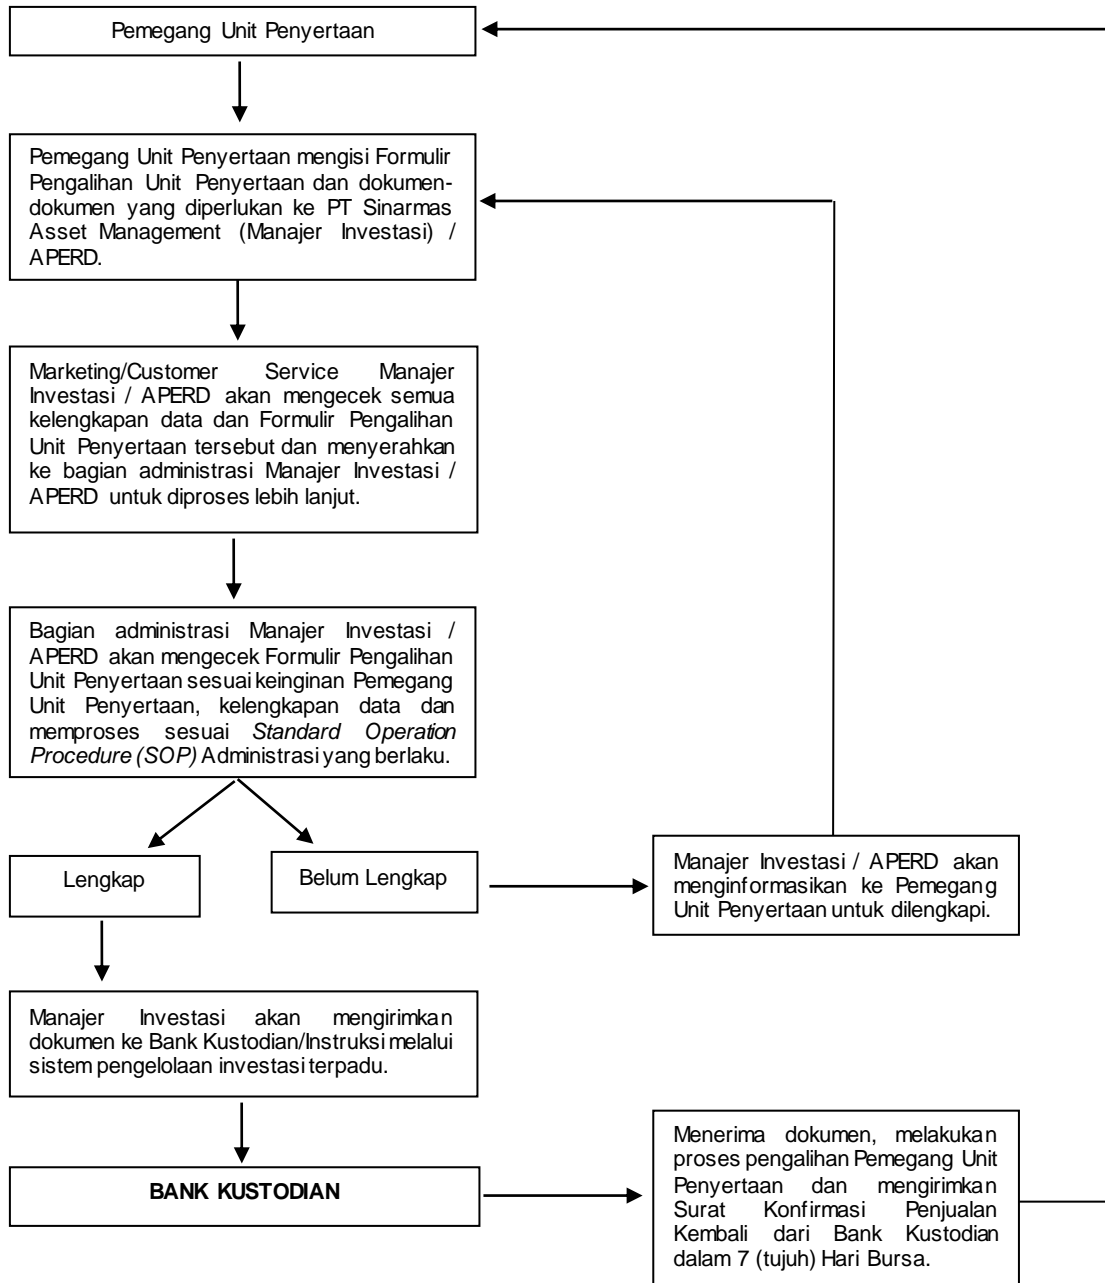 Pemegang Unit Penyertaan
Pemegang Unit Penyertaan mengisi Formulir
Pengalihan Unit Penyertaan dan dokumen-
dokumen yang diperlukan ke PT Sinarmas
Asset Management (Manajer Investasi) /
APERD.
Marketing/Customer Service Manajer
Investasi / APERD akan mengecek semua
kelengkapan data dan Formulir Pengalihan
Unit Penyertaan tersebut dan menyerahkan
ke bagian administrasi Manajer Investasi /
APERD untuk diproses lebih lanjut.
Bagian administrasi Manajer Investasi /
APERD akan mengecek Formulir Pengalihan
Unit Penyertaan sesuai keinginan Pemegang
Unit Penyertaan, kelengkapan data dan
memproses sesuai Standard Operation
Procedure (SOP) Administrasi yang berlaku.
Lengkap
Belum Lengkap
Manajer Investasi / APERD akan
menginformasikan ke Pemegang
Unit Penyertaan untuk dilengkapi.
Manajer Investasi akan mengirimkan
dokumen ke Bank Kustodian/Instruksi melalui
sistem pengelolaan investasi terpadu.
BANK KUSTODIAN
Menerima dokumen, melakukan
proses pengalihan Pemegang Unit
Penyertaan dan mengirimkan
Surat Konfirmasi Penjualan
Kembali dari Bank Kustodian
dalam 7 (tujuh) Hari Bursa.